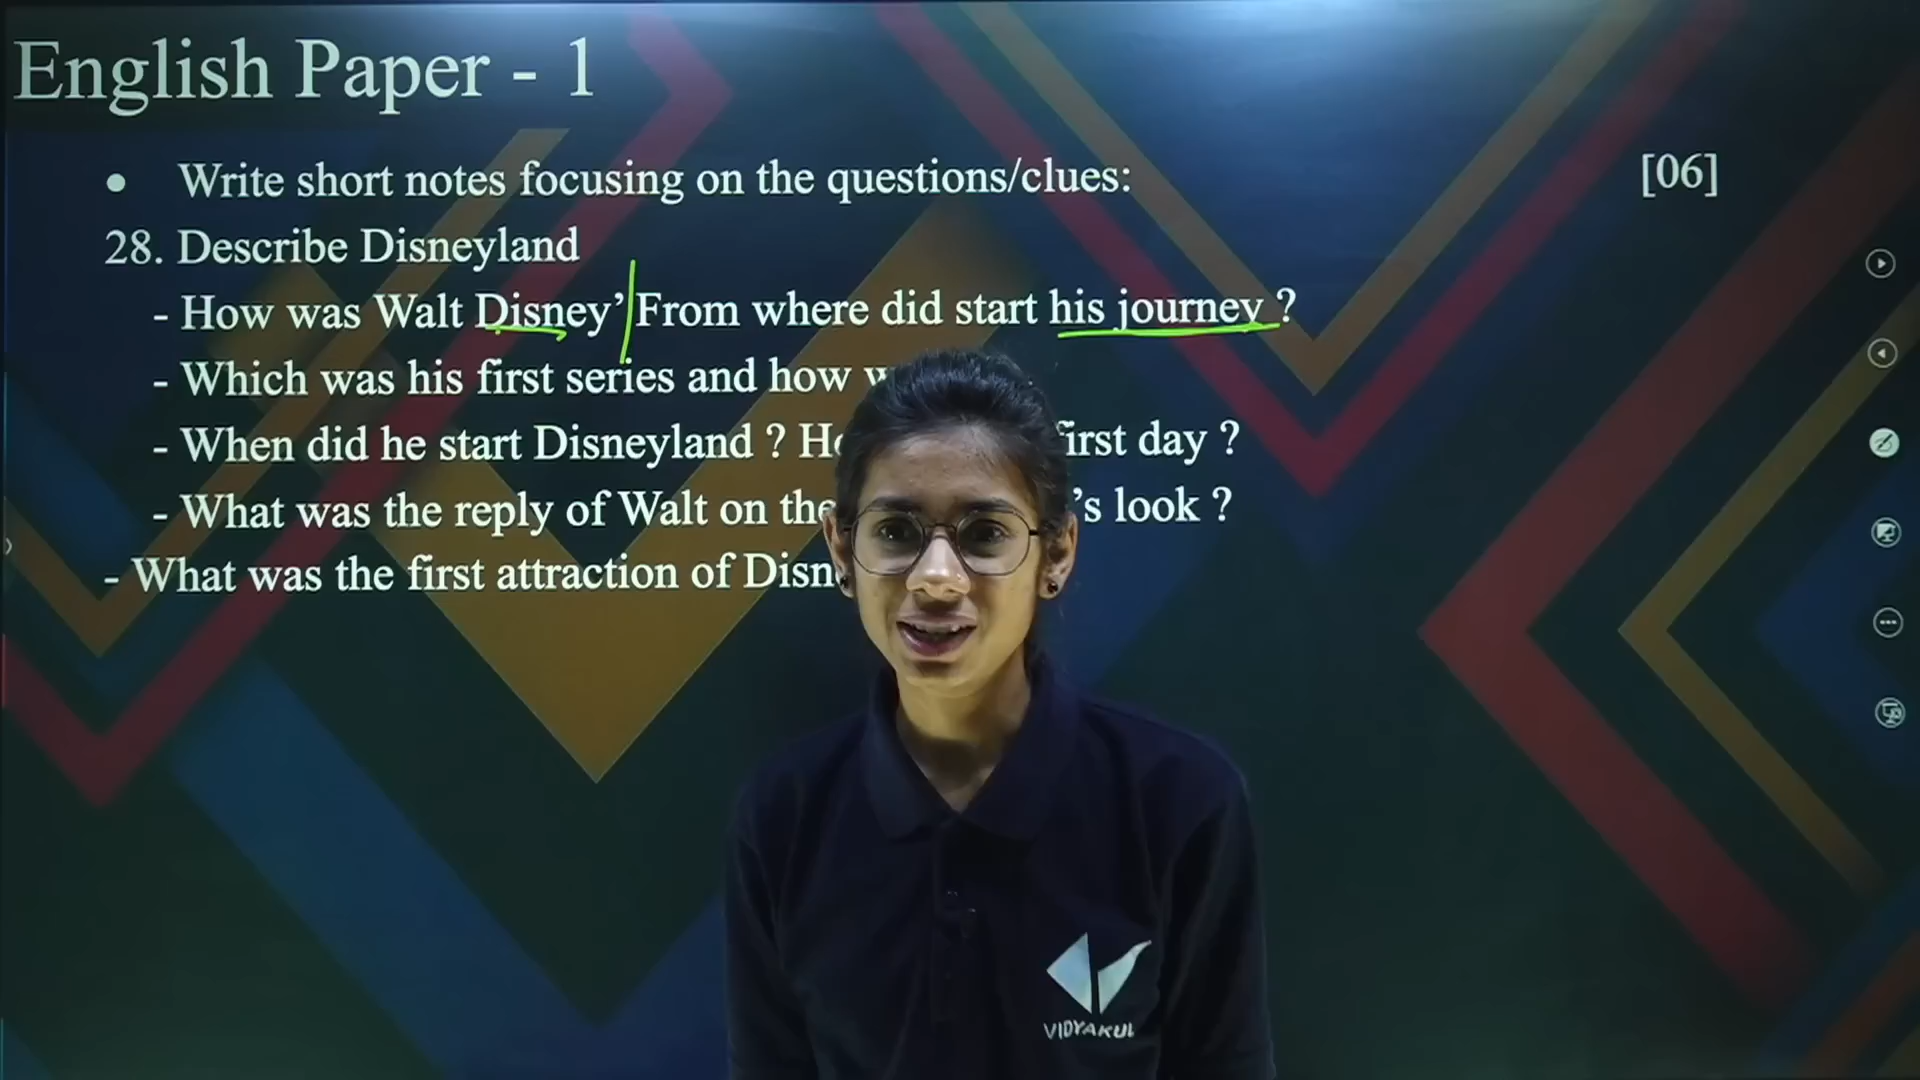 English Paper - 1
• Write short notes focusing on the questions/clues: [06]
28. Describe Disneyland
- How was Walt Disney’ From where did start his journey ?
- Which was his first series and how
- When did he start Disneyland ? first day ?
- What was the reply of Walt on the ’s look ?
- What was the first attraction of
VIDYAKUL